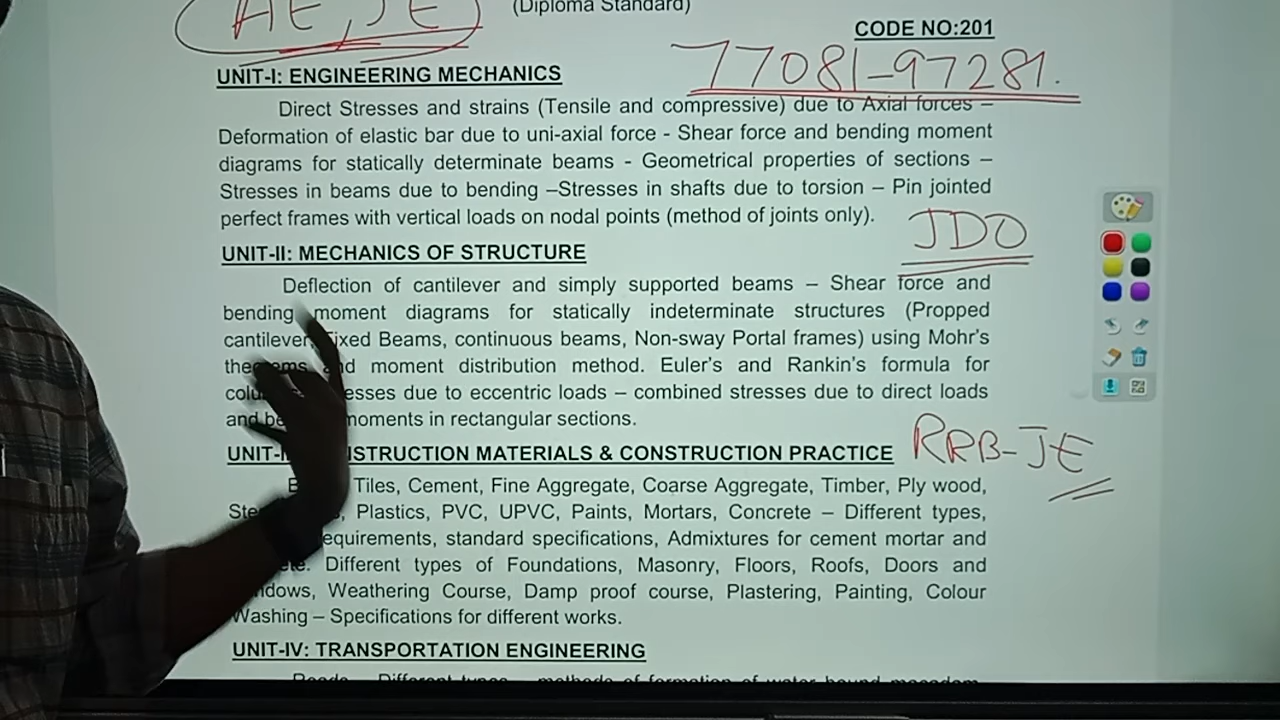 AE, JE
(Diploma Standard)
CODE NO:201
77081-97281.
UNIT-I: ENGINEERING MECHANICS
Direct Stresses and strains (Tensile and compressive) due to Axial forces –
Deformation of elastic bar due to uni-axial force - Shear force and bending moment
diagrams for statically determinate beams - Geometrical properties of sections –
Stresses in beams due to bending –Stresses in shafts due to torsion – Pin jointed
perfect frames with vertical loads on nodal points (method of joints only).
JDO
UNIT-II: MECHANICS OF STRUCTURE
Deflection of cantilever and simply supported beams – Shear force and
bending moment diagrams for statically indeterminate structures (Propped
cantilever, Fixed Beams, continuous beams, Non-sway Portal frames) using Mohr's
moment distribution method. Euler's and Rankin's formula for
due to eccentric loads – combined stresses due to direct loads
and moments in rectangular sections.
RRB-JE
CONSTRUCTION MATERIALS & CONSTRUCTION PRACTICE
Tiles, Cement, Fine Aggregate, Coarse Aggregate, Timber, Ply wood,
Plastics, PVC, UPVC, Paints, Mortars, Concrete – Different types,
requirements, standard specifications, Admixtures for cement mortar and
Different types of Foundations, Masonry, Floors, Roofs, Doors and
Windows, Weathering Course, Damp proof course, Plastering, Painting, Colour
Washing – Specifications for different works.
UNIT-IV: TRANSPORTATION ENGINEERING